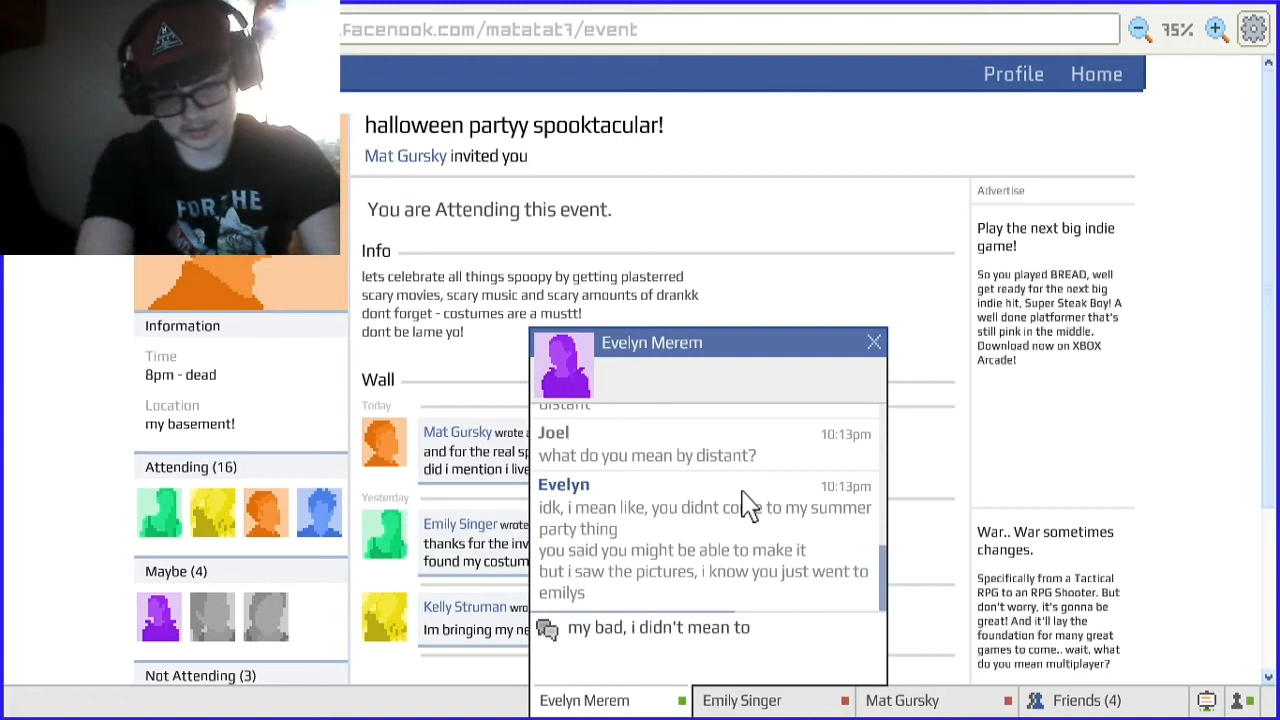 .facenook.com/matatat7/event
75%
Profile Home
FOR THE
halloween partyy spooktacular!
Mat Gursky invited you
You are Attending this event.
Info
lets celebrate all things spoopy by getting plasterred
scary movies, scary music and scary amounts of drankk
dont forget - costumes are a mustt!
dont be lame yo!
Information
Time
8pm - dead
Location
my basement!
Attending (16)
Maybe (4)
Not Attending (3)
Wall
Today
Mat Gursky wrote
and for the real sp
did i mention i live
Yesterday
Emily Singer wrote
thanks for the inv
found my costum
Kelly Struman wro
Im bringing my ne
Evelyn Merem
distant
Joel 10:13pm
what do you mean by distant?
Evelyn 10:13pm
idk, i mean like, you didnt co to my summer
party thing
you said you might be able to make it
but i saw the pictures, i know you just went to
emilys
my bad, i didn't mean to
Advertise
Play the next big indie
game!
So you played BREAD, well
get ready for the next big
indie hit, Super Steak Boy! A
well done platformer that's
still pink in the middle.
Download now on XBOX
Arcade!
War.. War sometimes
changes.
Specifically from a Tactical
RPG to an RPG Shooter. But
don't worry, it's gonna be
great! And it'll lay the
foundation for many great
games to come.. wait, what
do you mean multiplayer?
Evelyn Merem Emily Singer Mat Gursky Friends (4)